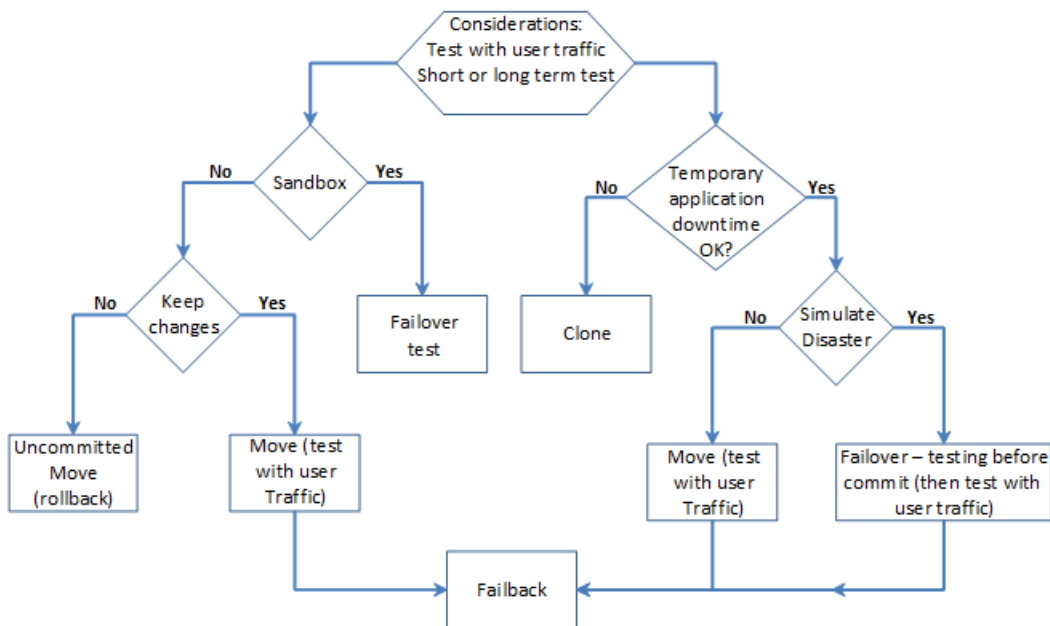 Considerations:
Test with user traffic
Short or long term test
No
Sandbox
Yes
No
Temporary
application
downtime
OK?
Yes
No
Keep
changes
Yes
Failover
test
Clone
No
Simulate
Disaster
Yes
Uncommitted
Move
(rollback)
Move (test
with user
Traffic)
Move (test
with user
Traffic)
Failover – testing before
commit (then test with
user traffic)
Failback